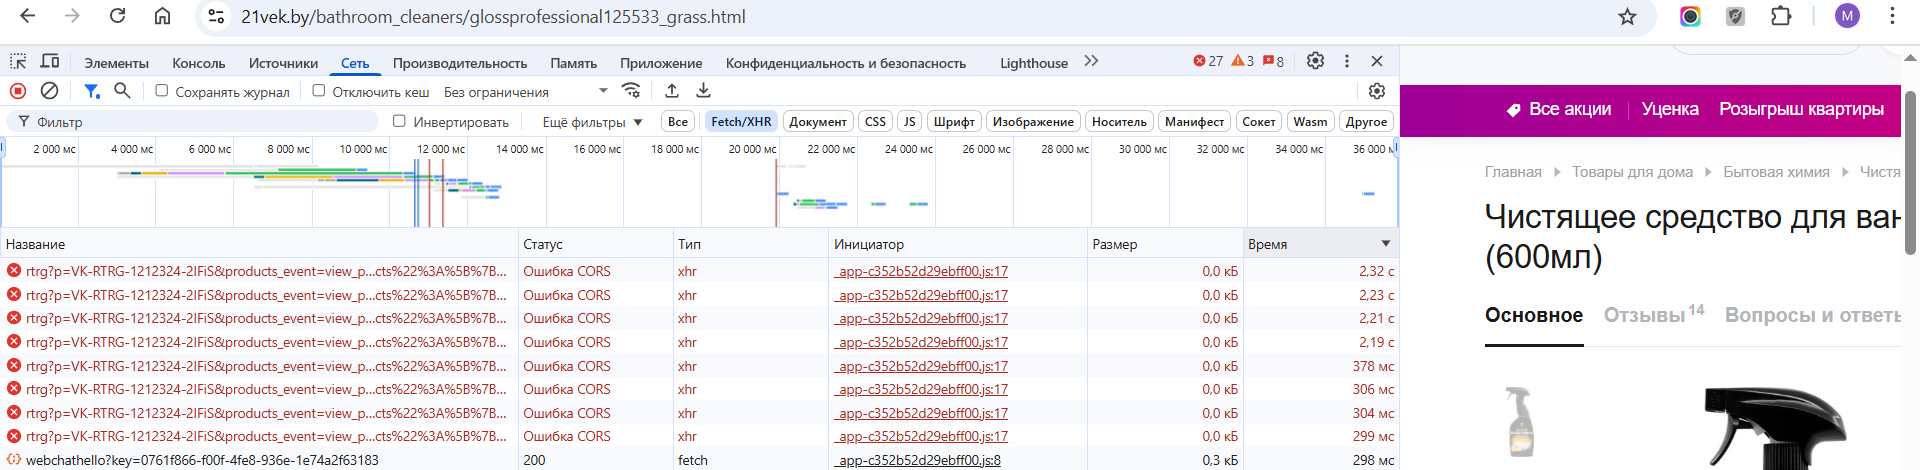 21vek.by/bathroom_cleaners/glossprofessional125533_grass.html
M
Элементы Консоль Источники Сеть Производительность Память Приложение Конфиденциальность и безопасность Lighthouse 27 3 8
Сохранять журнал Отключить кеш Без ограничения
Фильтр Инвертировать Ещё фильтры Все Fetch/XHR Документ CSS JS Шрифт Изображение Носитель Манифест Сокет Wasm Другое
2 000 мс 4 000 мс 6 000 мс 8 000 мс 10 000 мс 12 000 мс 14 000 мс 16 000 мс 18 000 мс 20 000 мс 22 000 мс 24 000 мс 26 000 мс 28 000 мс 30 000 мс 32 000 мс 34 000 мс 36 000 м
Название Статус Тип Инициатор Размер Время
rtrg?p=VK-RTRG-1212324-2IFiS&products_event=view_p...cts%22%3A%5B%7B... Ошибка CORS xhr _app-c352b52d29ebff00.js:17 0,0 кБ 2,32 с
rtrg?p=VK-RTRG-1212324-2IFiS&products_event=view_p...cts%22%3A%5B%7B... Ошибка CORS xhr _app-c352b52d29ebff00.js:17 0,0 кБ 2,23 с
rtrg?p=VK-RTRG-1212324-2IFiS&products_event=view_p...cts%22%3A%5B%7B... Ошибка CORS xhr _app-c352b52d29ebff00.js:17 0,0 кБ 2,21 с
rtrg?p=VK-RTRG-1212324-2IFiS&products_event=view_p...cts%22%3A%5B%7B... Ошибка CORS xhr _app-c352b52d29ebff00.js:17 0,0 кБ 2,19 с
rtrg?p=VK-RTRG-1212324-2IFiS&products_event=view_p...cts%22%3A%5B%7B... Ошибка CORS xhr _app-c352b52d29ebff00.js:17 0,0 кБ 378 мс
rtrg?p=VK-RTRG-1212324-2IFiS&products_event=view_p...cts%22%3A%5B%7B... Ошибка CORS xhr _app-c352b52d29ebff00.js:17 0,0 кБ 306 мс
rtrg?p=VK-RTRG-1212324-2IFiS&products_event=view_p...cts%22%3A%5B%7B... Ошибка CORS xhr _app-c352b52d29ebff00.js:17 0,0 кБ 304 мс
rtrg?p=VK-RTRG-1212324-2IFiS&products_event=view_p...cts%22%3A%5B%7B... Ошибка CORS xhr _app-c352b52d29ebff00.js:17 0,0 кБ 299 мс
webchathello?key=0761f866-f00f-4fe8-936e-1e74a2f63183 200 fetch _app-c352b52d29ebff00.js:8 0,3 кБ 298 мс
Все акции Уценка Розыгрыш квартиры
Главная Товары для дома Бытовая химия Чистя
Чистящее средство для ван
(600мл)
Основное Отзывы 14 Вопросы и ответы